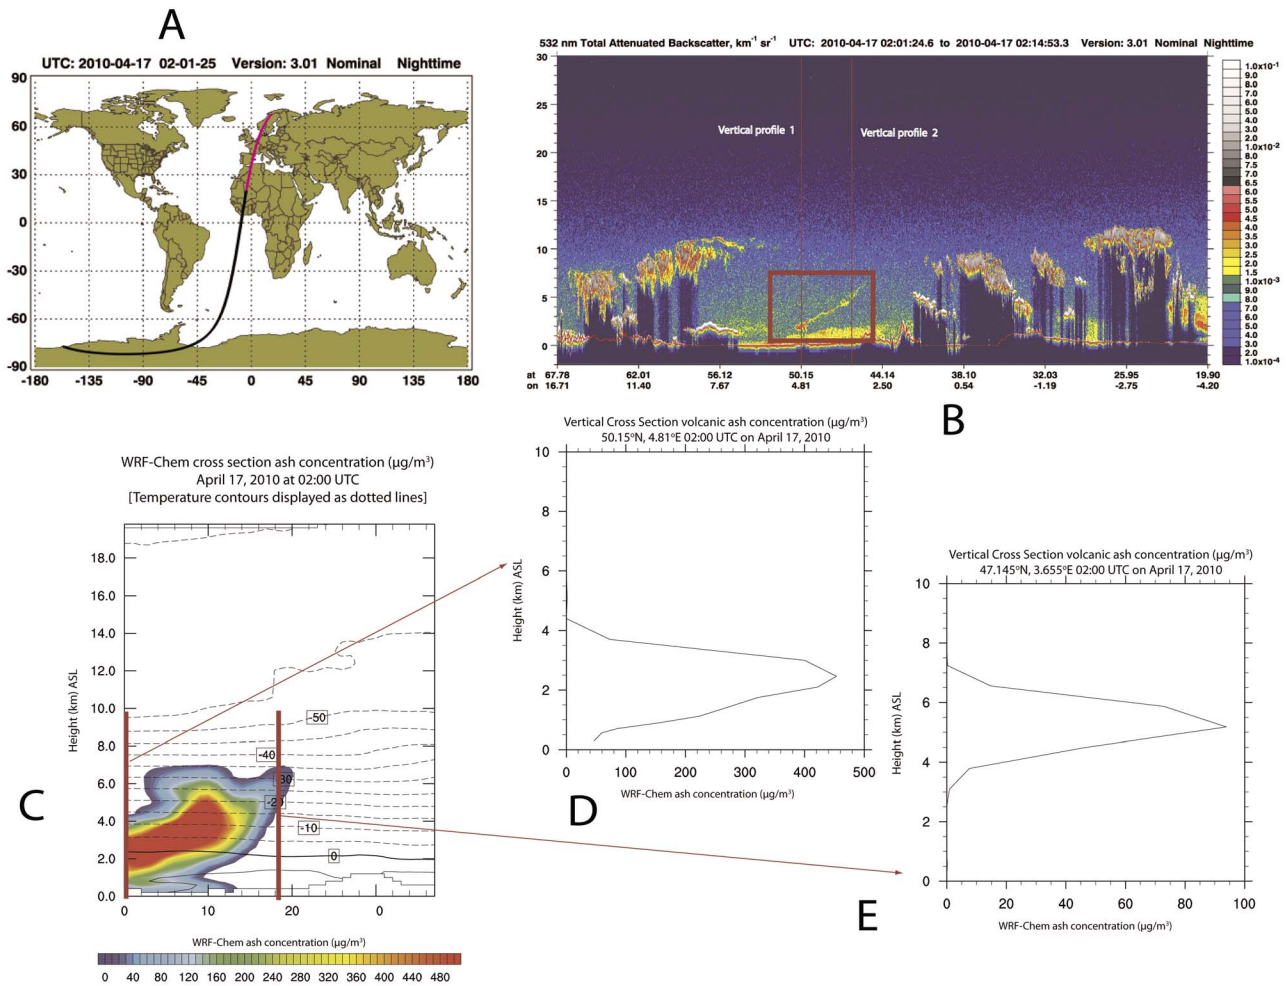 A
UTC: 2010-04-17 02-01-25 Version: 3.01 Nominal Nighttime
90
60
30
0
-30
-60
-90
-180 -135 -90 -45 0 45 90 135 180
532 nm Total Attenuated Backscatter, km⁻¹ sr⁻¹ UTC: 2010-04-17 02:01:24.6 to 2010-04-17 02:14:53.3 Version: 3.01 Nominal Nighttime
30
25
20
15
10
5
0
Vertical profile 1
Vertical profile 2
1.0x10⁻¹
9.0
8.0
7.0
6.0
5.0
4.0
3.0
2.0
1.0x10⁻²
8.0
7.5
7.0
6.5
6.0
5.5
5.0
4.5
4.0
3.5
3.0
2.5
2.0
1.5
1.0x10⁻³
9.0
8.0
7.0
6.0
5.0
4.0
3.0
2.0
1.0x10⁻⁴
at 67.78 62.01 56.12 50.15 44.14 38.10 32.03 25.95 19.90
on 16.71 11.40 7.67 4.81 2.50 0.54 -1.19 -2.75 -4.20
B
WRF-Chem cross section ash concentration (μg/m³)
April 17, 2010 at 02:00 UTC
[Temperature contours displayed as dotted lines]
Height (km) ASL
18.0
16.0
14.0
12.0
10.0
8.0
6.0
4.0
2.0
0.0
-50
-40
-30
-20
-10
0
0 10 20 0
WRF-Chem ash concentration (μg/m³)
0 40 80 120 160 200 240 280 320 360 400 440 480
C
Vertical Cross Section volcanic ash concentration (μg/m³)
50.15°N, 4.81°E 02:00 UTC on April 17, 2010
Height (km) ASL
10
8
6
4
2
0
0 100 200 300 400 500
WRF-Chem ash concentration (μg/m³)
D
Vertical Cross Section volcanic ash concentration (μg/m³)
47.145°N, 3.655°E 02:00 UTC on April 17, 2010
Height (km) ASL
10
8
6
4
2
0
0 20 40 60 80 100
WRF-Chem ash concentration (μg/m³)
E